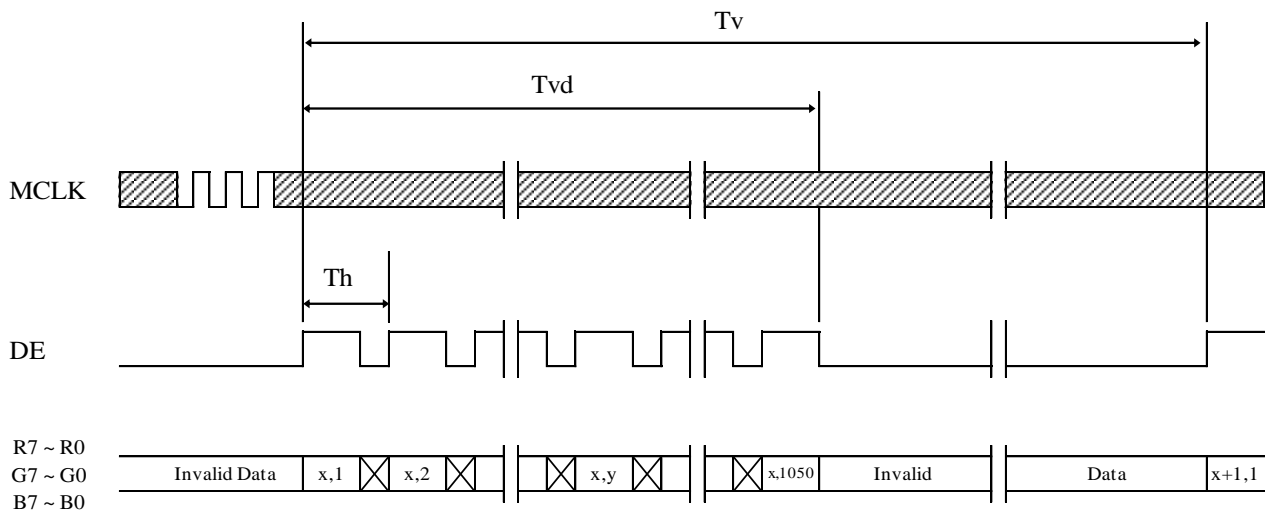 Tv
Tvd
MCLK
Th
DE
R7 ~ R0
G7 ~ G0
B7 ~ B0
Invalid Data
x,1
x,2
x,y
x,1050
Invalid
Data
x+1,1